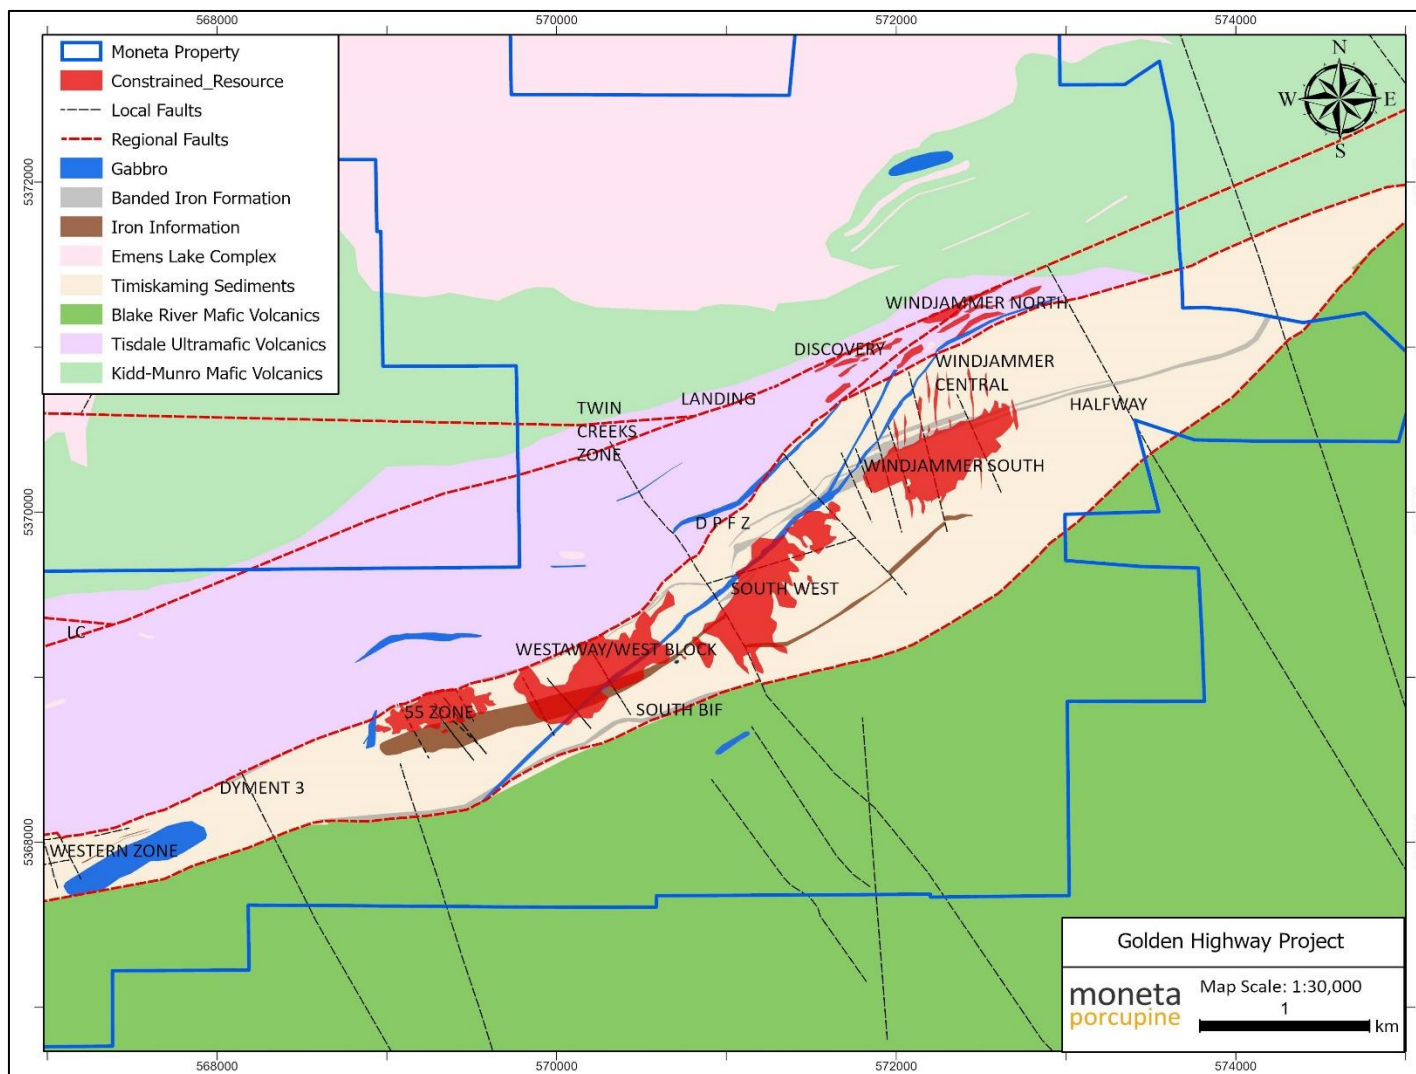 568000
570000
572000
574000
Moneta Property
Constrained_Resource
Local Faults
Regional Faults
Gabbro
Banded Iron Formation
Iron Information
Emens Lake Complex
Timiskaming Sediments
Blake River Mafic Volcanics
Tisdale Ultramafic Volcanics
Kidd-Munro Mafic Volcanics
N
W
E
S
5372000
5370000
5368000
WINDJAMMER NORTH
DISCOVERY
WINDJAMMER
CENTRAL
LANDING
TWIN
CREEKS
ZONE
HALFWAY
WINDJAMMER SOUTH
D P F Z
SOUTH WEST
LC
WESTAWAY/WEST BLOCK
55 ZONE
SOUTH BIF
DYMENT 3
WESTERN ZONE
Golden Highway Project
moneta
porcupine
Map Scale: 1:30,000
1
km
568000
570000
572000
574000